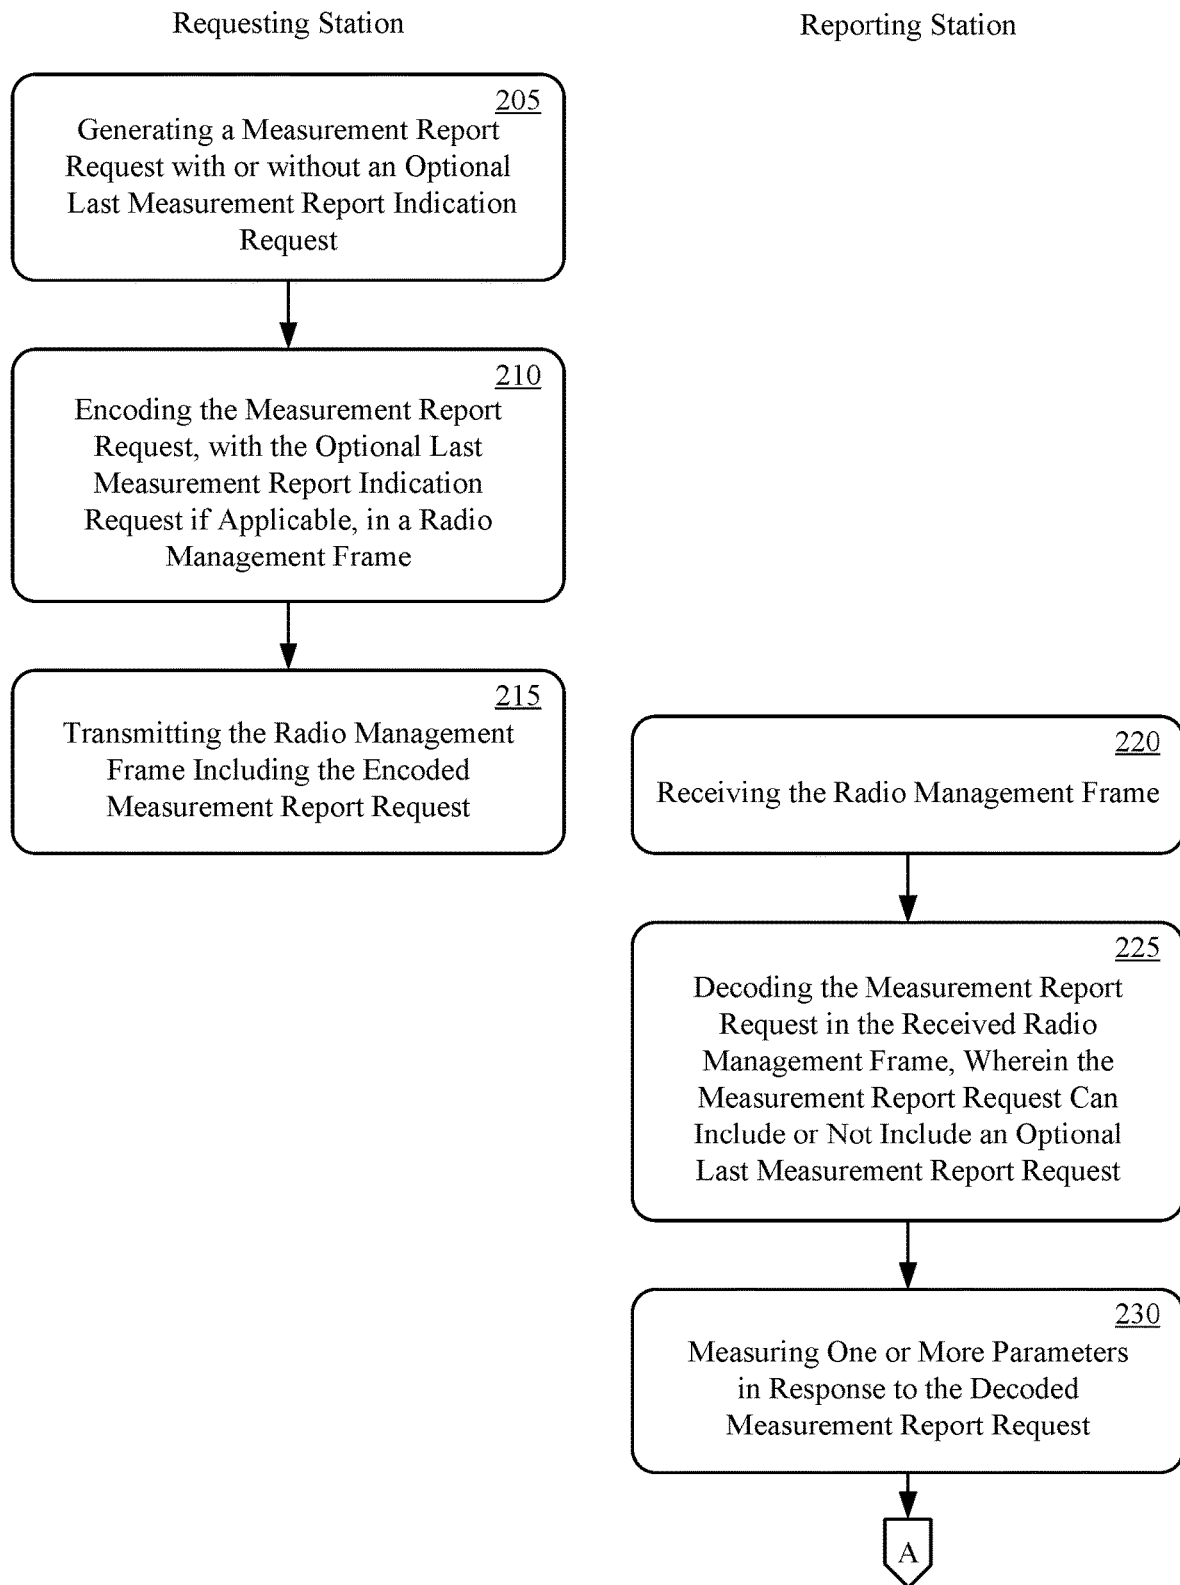 Requesting Station
Reporting Station
205
Generating a Measurement Report
Request with or without an Optional
Last Measurement Report Indication
Request
210
Encoding the Measurement Report
Request, with the Optional Last
Measurement Report Indication
Request if Applicable, in a Radio
Management Frame
215
Transmitting the Radio Management
Frame Including the Encoded
Measurement Report Request
220
Receiving the Radio Management Frame
225
Decoding the Measurement Report
Request in the Received Radio
Management Frame, Wherein the
Measurement Report Request Can
Include or Not Include an Optional
Last Measurement Report Request
230
Measuring One or More Parameters
in Response to the Decoded
Measurement Report Request
A